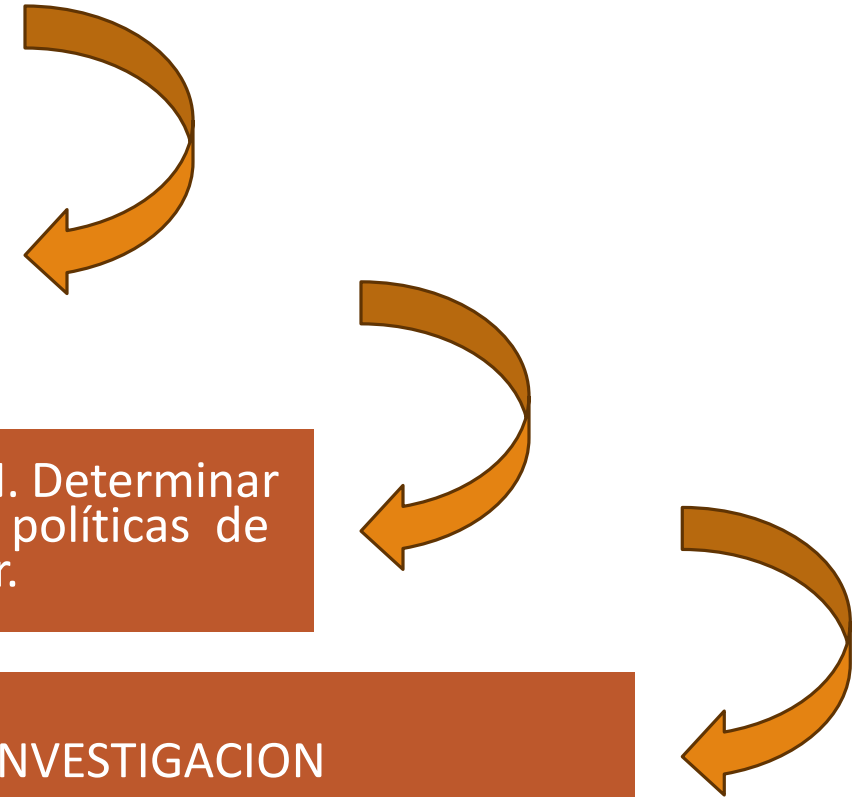 I. Determinar
políticas de
r.
NVESTIGACION